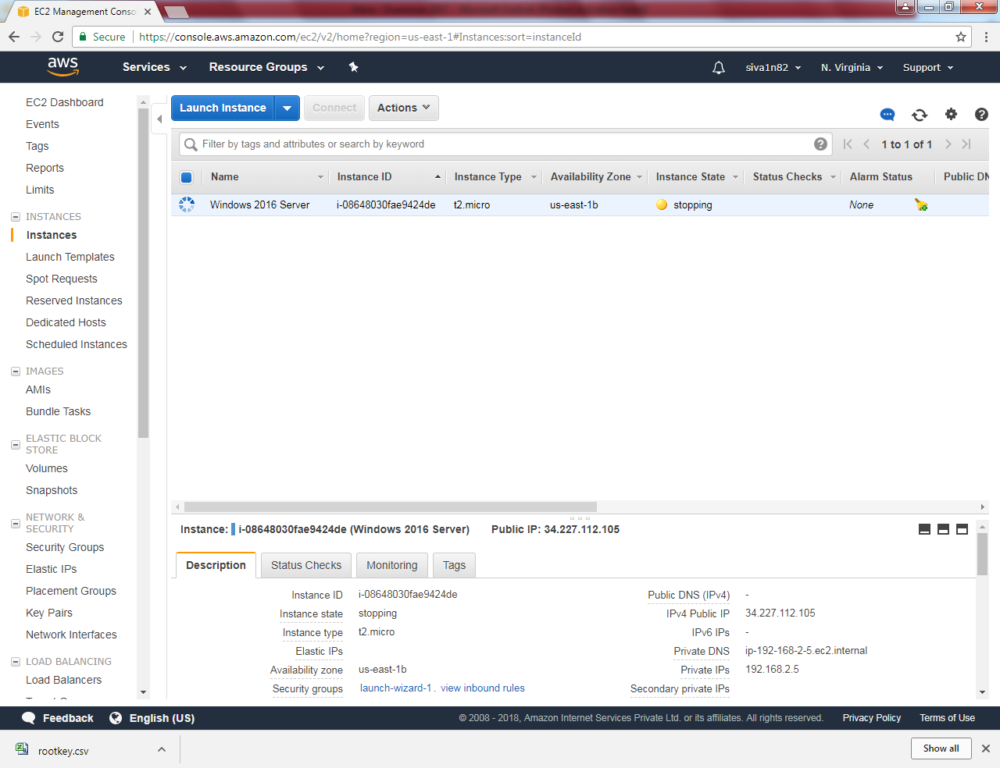 EC2 Management Conso
Secure https://console.aws.amazon.com/ec2/v2/home?region=us-east-1#Instances:sort=instanceId
aws Services Resource Groups siva1n82 N. Virginia Support
EC2 Dashboard
Events
Tags
Reports
Limits
INSTANCES
Instances
Launch Templates
Spot Requests
Reserved Instances
Dedicated Hosts
Scheduled Instances
IMAGES
AMIs
Bundle Tasks
ELASTIC BLOCK
STORE
Volumes
Snapshots
NETWORK &
SECURITY
Security Groups
Elastic IPs
Placement Groups
Key Pairs
Network Interfaces
LOAD BALANCING
Load Balancers
Launch Instance Connect Actions
Filter by tags and attributes or search by keyword 1 to 1 of 1
Name Instance ID Instance Type Availability Zone Instance State Status Checks Alarm Status Public DN
Windows 2016 Server i-08648030fae9424de t2.micro us-east-1b stopping None
Instance: i-08648030fae9424de (Windows 2016 Server) Public IP: 34.227.112.105
Description Status Checks Monitoring Tags
Instance ID i-08648030fae9424de Public DNS (IPv4) -
Instance state stopping IPv4 Public IP 34.227.112.105
Instance type t2.micro IPv6 IPs -
Elastic IPs Private DNS ip-192-168-2-5.ec2.internal
Availability zone us-east-1b Private IPs 192.168.2.5
Security groups launch-wizard-1. view inbound rules Secondary private IPs
Feedback English (US) © 2008 - 2018, Amazon Internet Services Private Ltd. or its affiliates. All rights reserved. Privacy Policy Terms of Use
rootkey.csv Show all